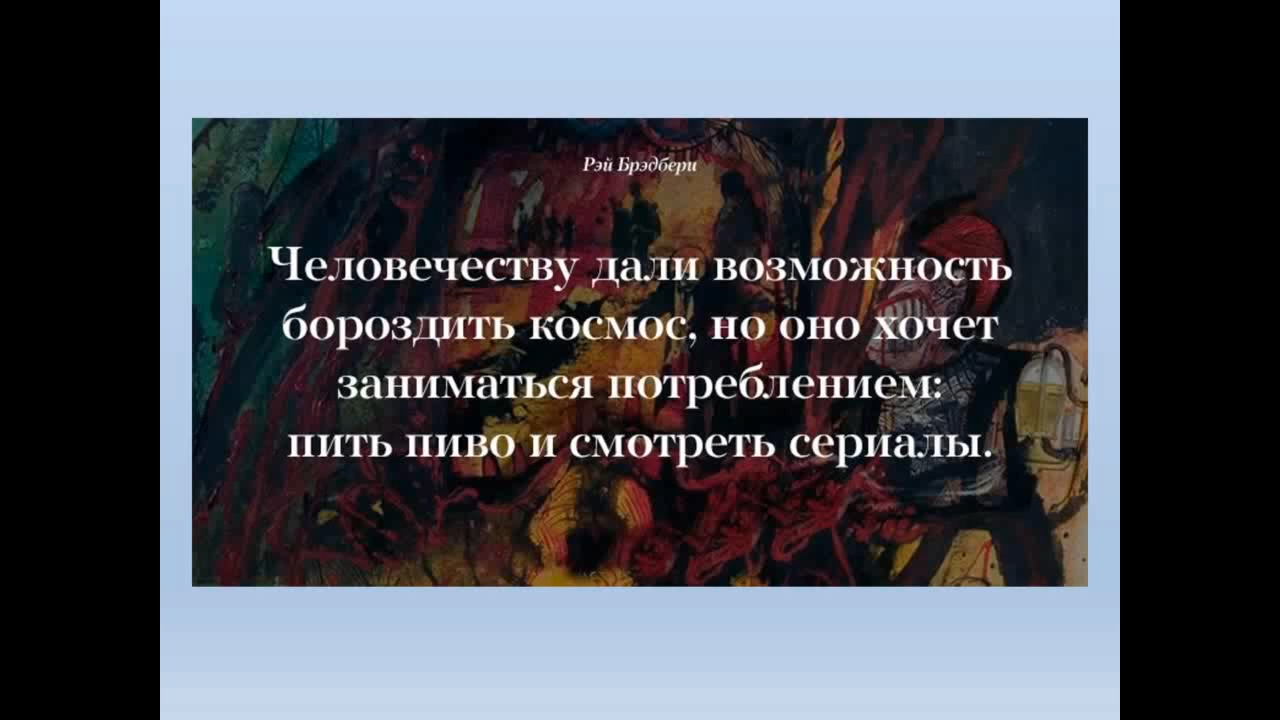 Рэй Брэдбери
Человечеству дали возможность
бороздить космос, но оно хочет
заниматься потреблением:
пить пиво и смотреть сериалы.